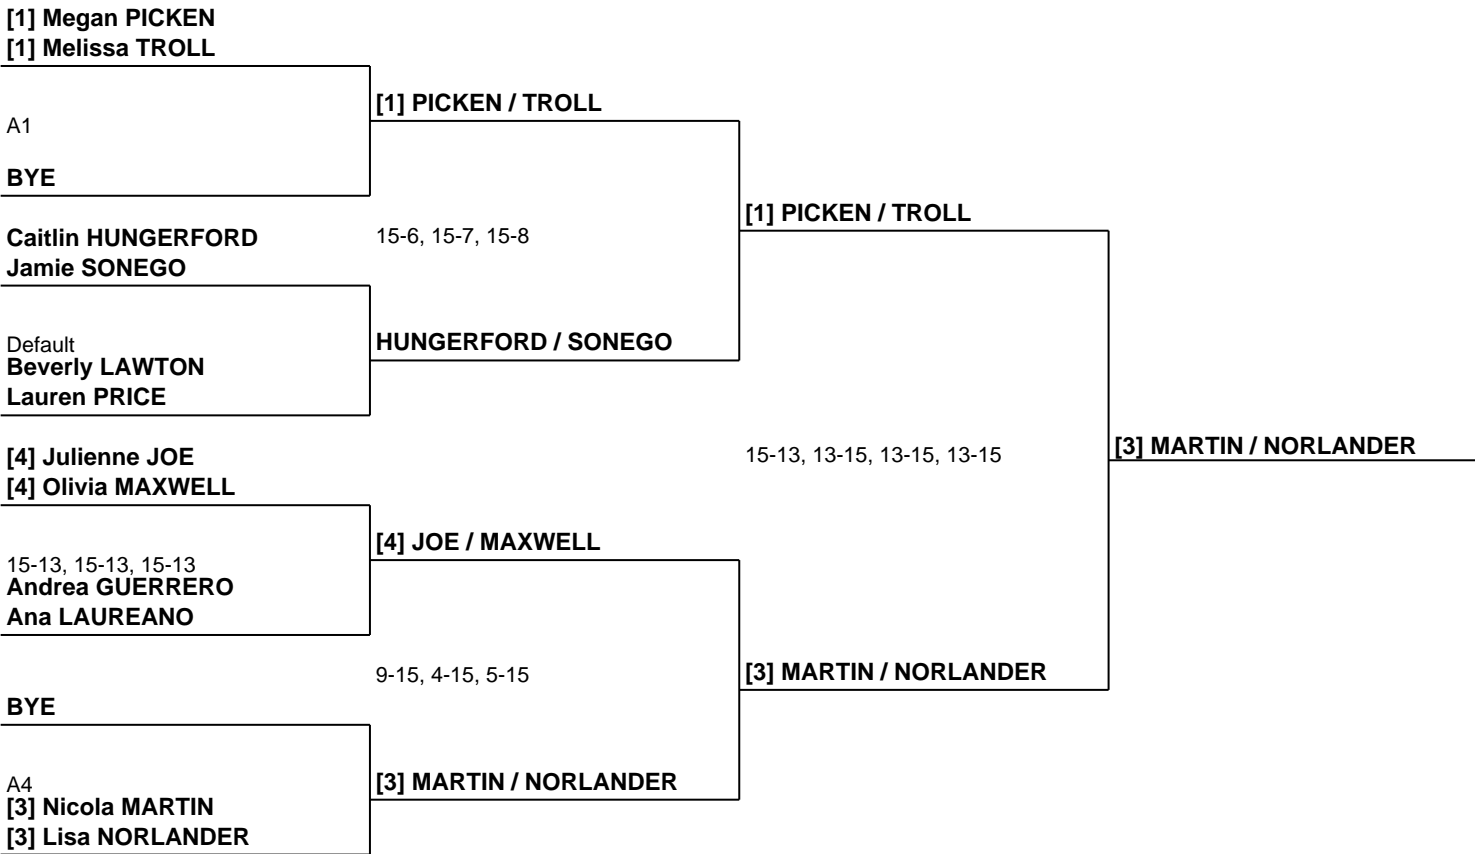 [1] Megan PICKEN
[1] Melissa TROLL
A1
BYE
[1] PICKEN / TROLL
Caitlin HUNGERFORD
Jamie SONEGO
Default
Beverly LAWTON
Lauren PRICE
15-6, 15-7, 15-8
HUNGERFORD / SONEGO
[1] PICKEN / TROLL
[4] Julienne JOE
[4] Olivia MAXWELL
15-13, 15-13, 15-13
Andrea GUERRERO
Ana LAUREANO
[4] JOE / MAXWELL
BYE
A4
[3] Nicola MARTIN
[3] Lisa NORLANDER
9-15, 4-15, 5-15
[3] MARTIN / NORLANDER
[3] MARTIN / NORLANDER
15-13, 13-15, 13-15, 13-15
[3] MARTIN / NORLANDER